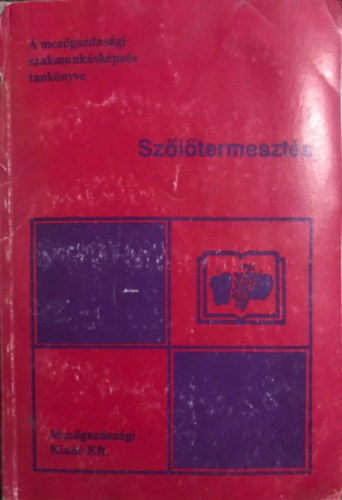 A mezőgazdasági
szakmunkásképzés
tankönyve
Szőlőtermesztés
Mezőgazdasági
Kiadó Kft.